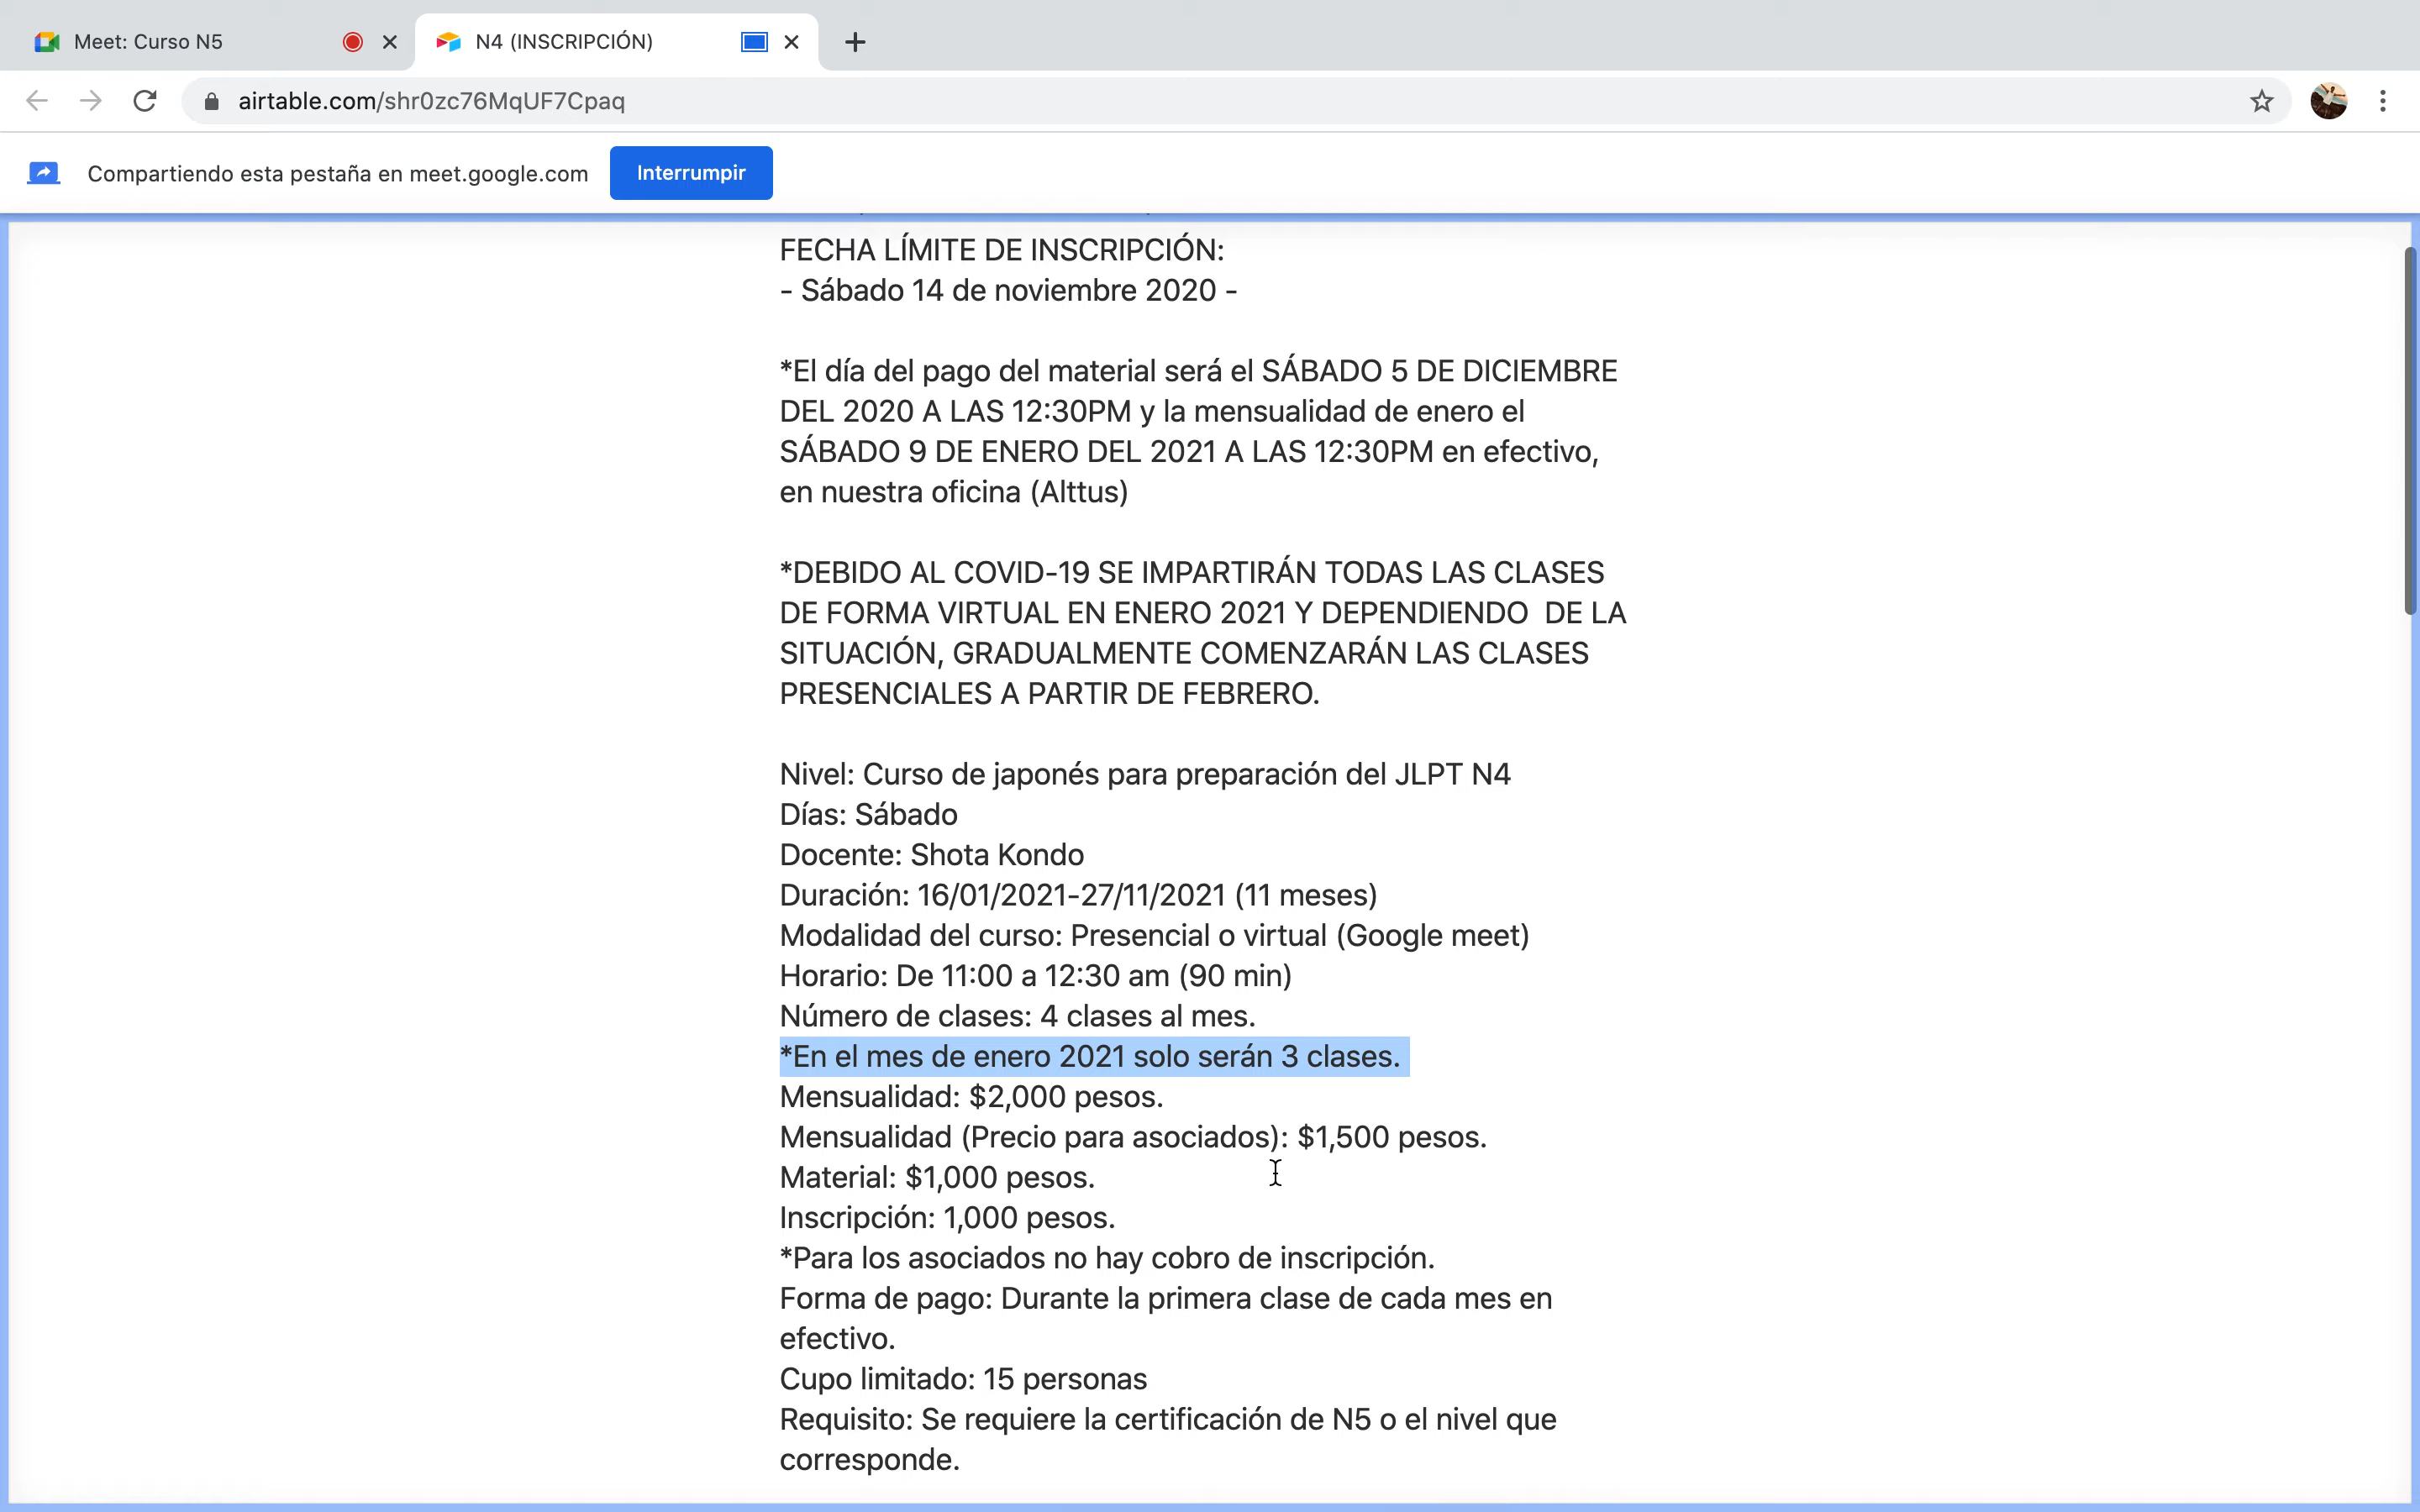 Meet: Curso N5
N4 (INSCRIPCIÓN)
airtable.com/shr0zc76MqUF7Cpaq
Compartiendo esta pestaña en meet.google.com
Interrumpir
FECHA LÍMITE DE INSCRIPCIÓN:
- Sábado 14 de noviembre 2020 -
*El día del pago del material será el SÁBADO 5 DE DICIEMBRE
DEL 2020 A LAS 12:30PM y la mensualidad de enero el
SÁBADO 9 DE ENERO DEL 2021 A LAS 12:30PM en efectivo,
en nuestra oficina (Alttus)
*DEBIDO AL COVID-19 SE IMPARTIRÁN TODAS LAS CLASES
DE FORMA VIRTUAL EN ENERO 2021 Y DEPENDIENDO  DE LA
SITUACIÓN, GRADUALMENTE COMENZARÁN LAS CLASES
PRESENCIALES A PARTIR DE FEBRERO.
Nivel: Curso de japonés para preparación del JLPT N4
Días: Sábado
Docente: Shota Kondo
Duración: 16/01/2021-27/11/2021 (11 meses)
Modalidad del curso: Presencial o virtual (Google meet)
Horario: De 11:00 a 12:30 am (90 min)
Número de clases: 4 clases al mes.
*En el mes de enero 2021 solo serán 3 clases.
Mensualidad: $2,000 pesos.
Mensualidad (Precio para asociados): $1,500 pesos.
Material: $1,000 pesos.
Inscripción: 1,000 pesos.
*Para los asociados no hay cobro de inscripción.
Forma de pago: Durante la primera clase de cada mes en
efectivo.
Cupo limitado: 15 personas
Requisito: Se requiere la certificación de N5 o el nivel que
corresponde.